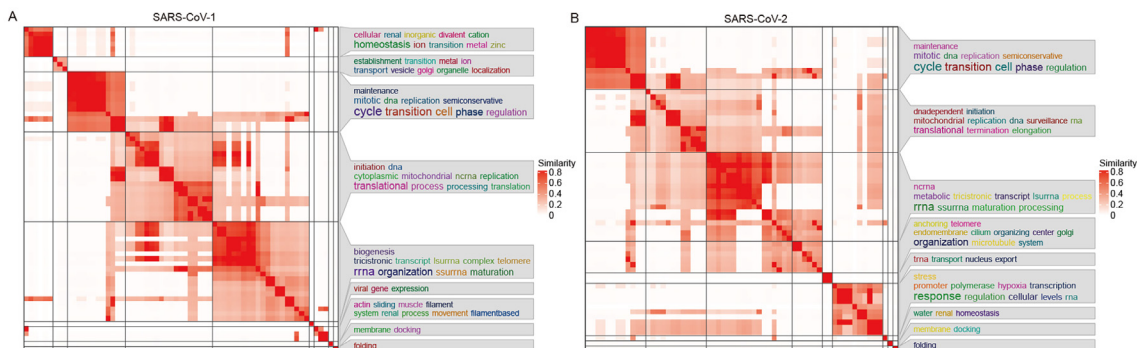 A
SARS-CoV-1
cellular renal inorganic divalent cation
homeostasis ion transition metal zinc
establishment transition metal ion
transport vesicle golgi organelle localization
maintenance
mitotic dna replication semiconservative
cycle transition cell phase regulation
initiation dna
cytoplasmic mitochondrial ncrna replication
translational process processing translation
biogenesis
tricistronic transcript lsurrna complex telomere
rrna organization ssurrna maturation
viral gene expression
actin sliding muscle filament
system renal process movement filamentbased
membrane docking
folding
Similarity
0.8
0.6
0.4
0.2
0
B
SARS-CoV-2
maintenance
mitotic dna replication semiconservative
cycle transition cell phase regulation
dnadependent initiation
mitochondrial replication dna surveillance rna
translational termination elongation
ncrna
metabolic tricistronic transcript lsurrna process
rrna ssurrna maturation processing
anchoring telomere
endomembrane cilium organizing center golgi
organization microtubule system
trna transport nucleus export
stress
promoter polymerase hypoxia transcription
response regulation cellular levels rna
water renal homeostasis
membrane docking
folding
Similarity
0.8
0.6
0.4
0.2
0